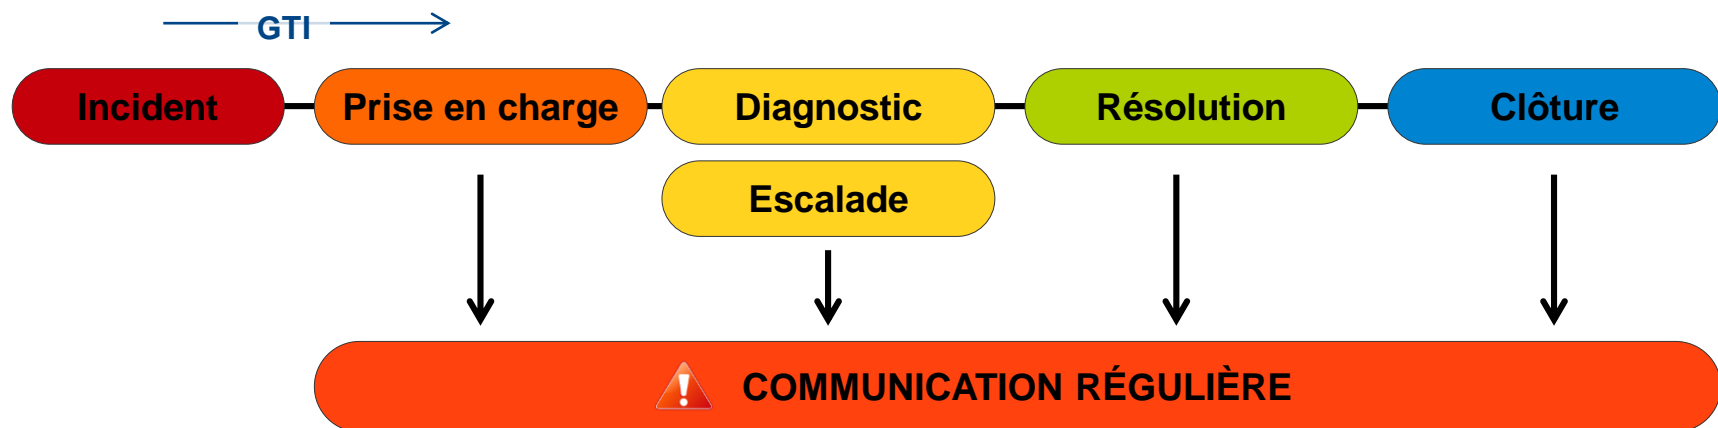 GTI
Incident
Prise en charge
Diagnostic
Résolution
Clôture
Escalade
COMMUNICATION RÉGULIÈRE